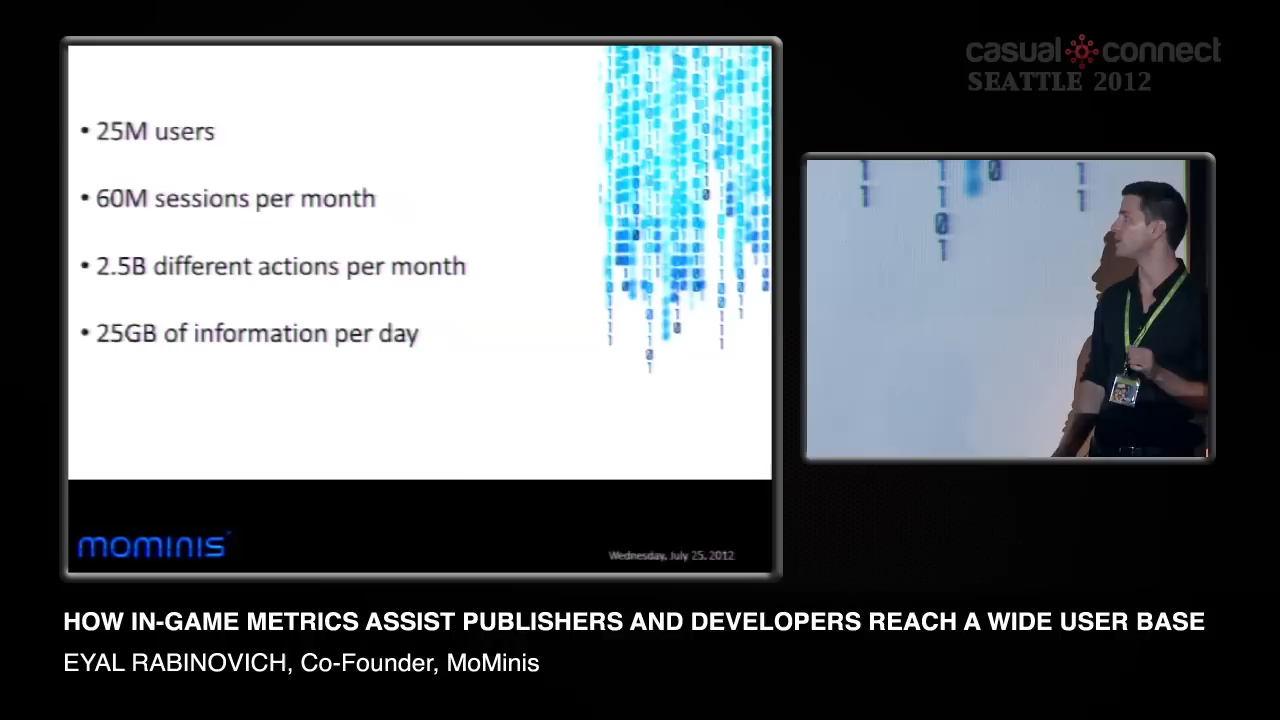 casual connect
SEATTLE 2012
• 25M users
• 60M sessions per month
• 2.5B different actions per month
• 25GB of information per day
mominis
Wednesday, July 25, 2012
HOW IN-GAME METRICS ASSIST PUBLISHERS AND DEVELOPERS REACH A WIDE USER BASE
EYAL RABINOVICH, Co-Founder, MoMinis